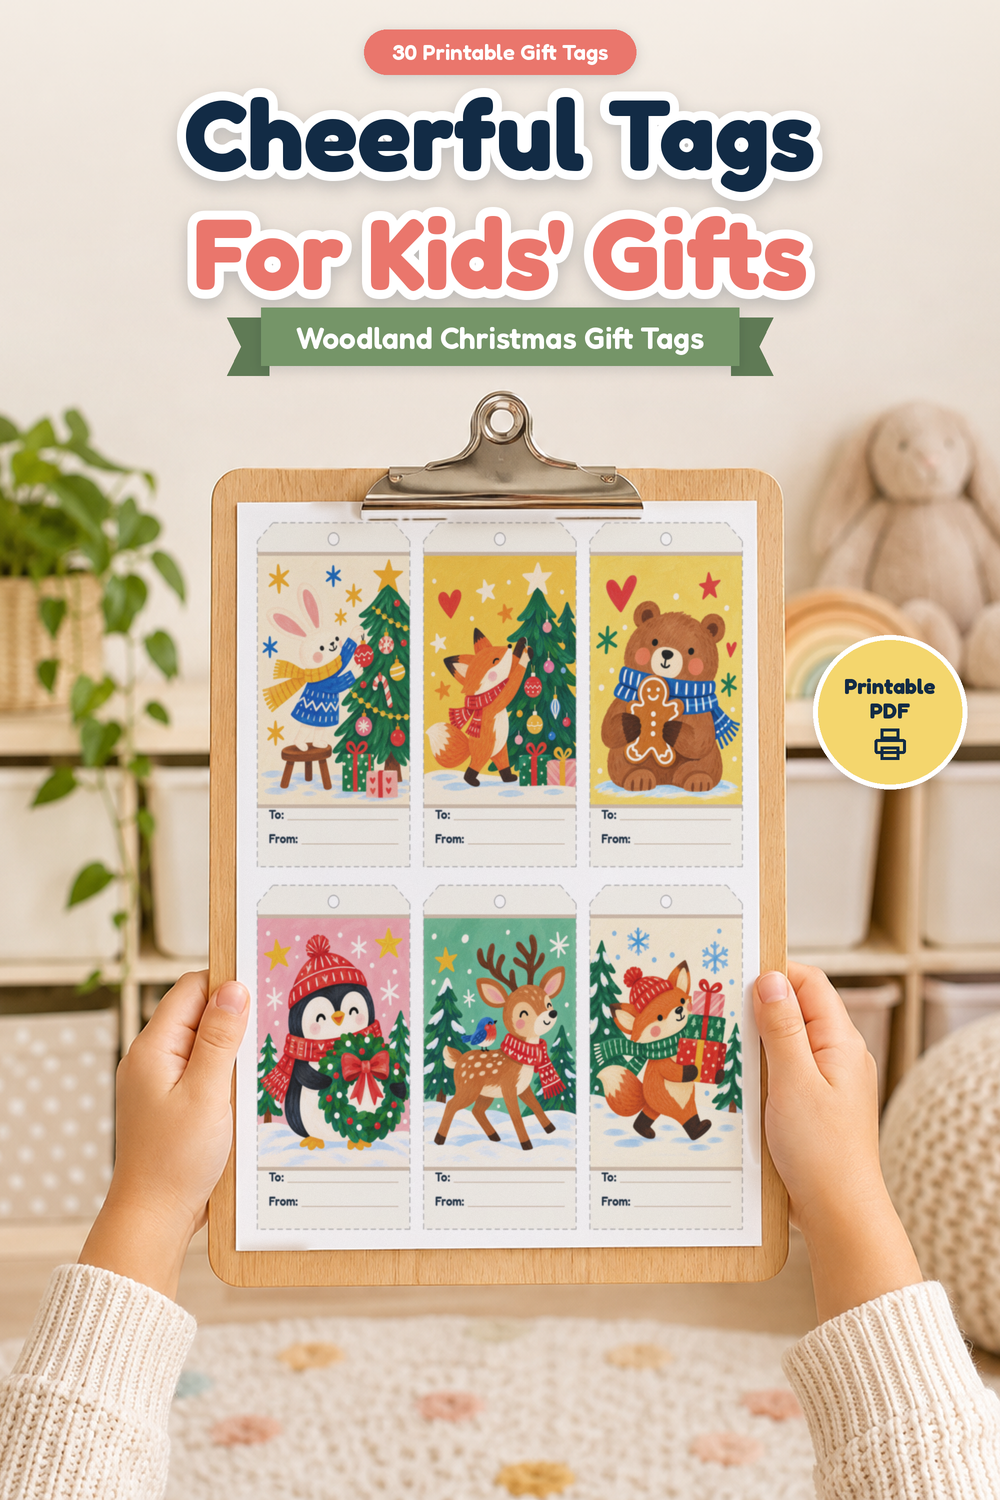 30 Printable Gift Tags
Cheerful Tags
For Kids' Gifts
Woodland Christmas Gift Tags
Printable
PDF
To:
From:
To:
From:
To:
From:
To:
From:
To:
From:
To:
From: